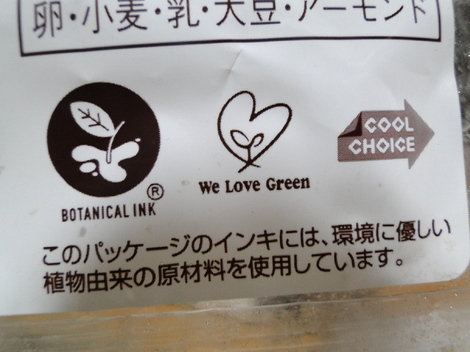 卵・小麦・乳・大豆・アーモンド
BOTANICAL INK®
We Love Green
COOL
CHOICE
このパッケージのインキには、環境に優しい
植物由来の原材料を使用しています。